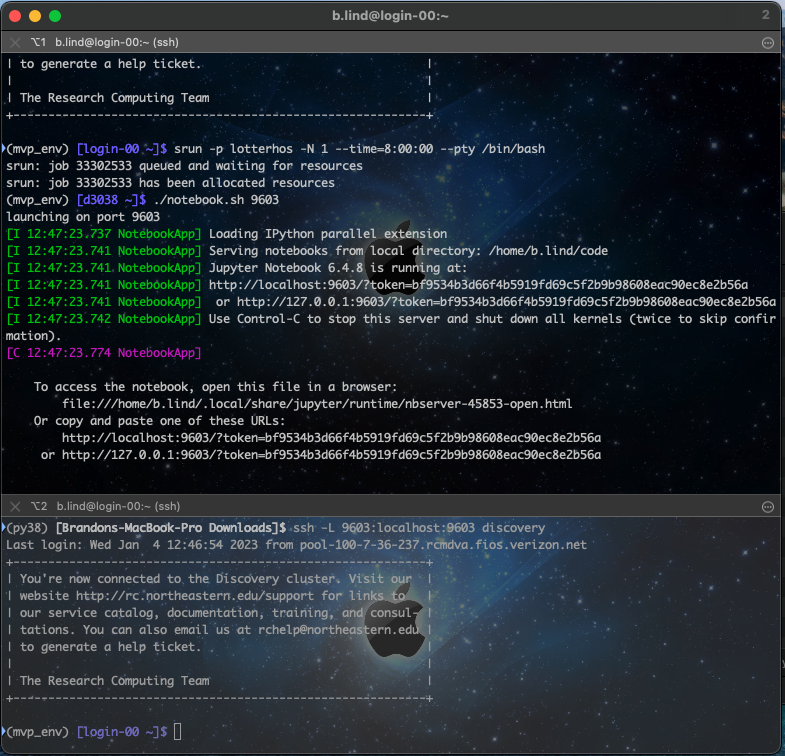 b.lind@login-00:~
2
⌥1 b.lind@login-00:~ (ssh)
| to generate a help ticket. |
| |
| The Research Computing Team |
+-----------------------------------------------------------+
(mvp_env) [login-00 ~]$ srun -p lotterhos -N 1 --time=8:00:00 --pty /bin/bash
srun: job 33302533 queued and waiting for resources
srun: job 33302533 has been allocated resources
(mvp_env) [d3038 ~]$ ./notebook.sh 9603
launching on port 9603
[I 12:47:23.737 NotebookApp] Loading IPython parallel extension
[I 12:47:23.741 NotebookApp] Serving notebooks from local directory: /home/b.lind/code
[I 12:47:23.741 NotebookApp] Jupyter Notebook 6.4.8 is running at:
[I 12:47:23.741 NotebookApp] http://localhost:9603/?token=bf9534b3d66f4b5919fd69c5f2b9b98608eac90ec8e2b56a
[I 12:47:23.741 NotebookApp]  or http://127.0.0.1:9603/?token=bf9534b3d66f4b5919fd69c5f2b9b98608eac90ec8e2b56a
[I 12:47:23.742 NotebookApp] Use Control-C to stop this server and shut down all kernels (twice to skip confir
mation).
[C 12:47:23.774 NotebookApp]
To access the notebook, open this file in a browser:
file:///home/b.lind/.local/share/jupyter/runtime/nbserver-45853-open.html
Or copy and paste one of these URLs:
http://localhost:9603/?token=bf9534b3d66f4b5919fd69c5f2b9b98608eac90ec8e2b56a
or http://127.0.0.1:9603/?token=bf9534b3d66f4b5919fd69c5f2b9b98608eac90ec8e2b56a
⌥2 b.lind@login-00:~ (ssh)
(py38) [Brandons-MacBook-Pro Downloads]$ ssh -L 9603:localhost:9603 discovery
Last login: Wed Jan  4 12:46:54 2023 from pool-100-7-36-237.rcmdva.fios.verizon.net
+-----------------------------------------------------------+
| You're now connected to the Discovery cluster. Visit our |
| website http://rc.northeastern.edu/support for links to |
| our service catalog, documentation, training, and consul- |
| tations. You can also email us at rchelp@northeastern.edu |
| to generate a help ticket. |
| |
| The Research Computing Team |
+-----------------------------------------------------------+
(mvp_env) [login-00 ~]$